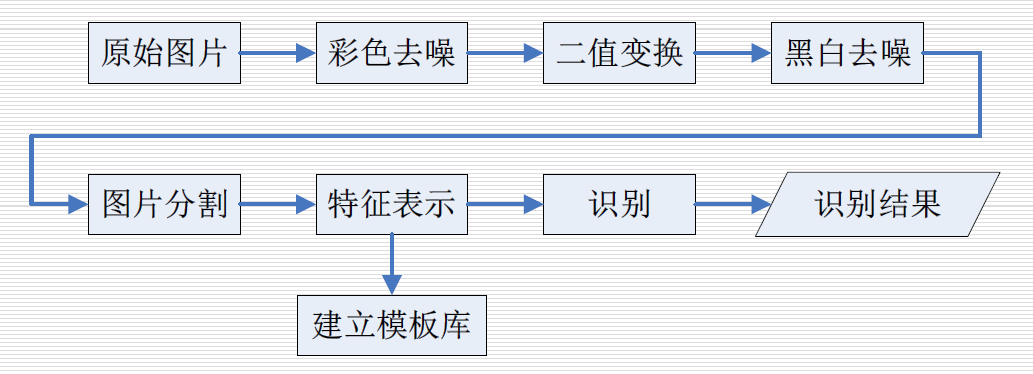 原始图片
彩色去噪
二值变换
黑白去噪
图片分割
特征表示
识别
识别结果
建立模板库